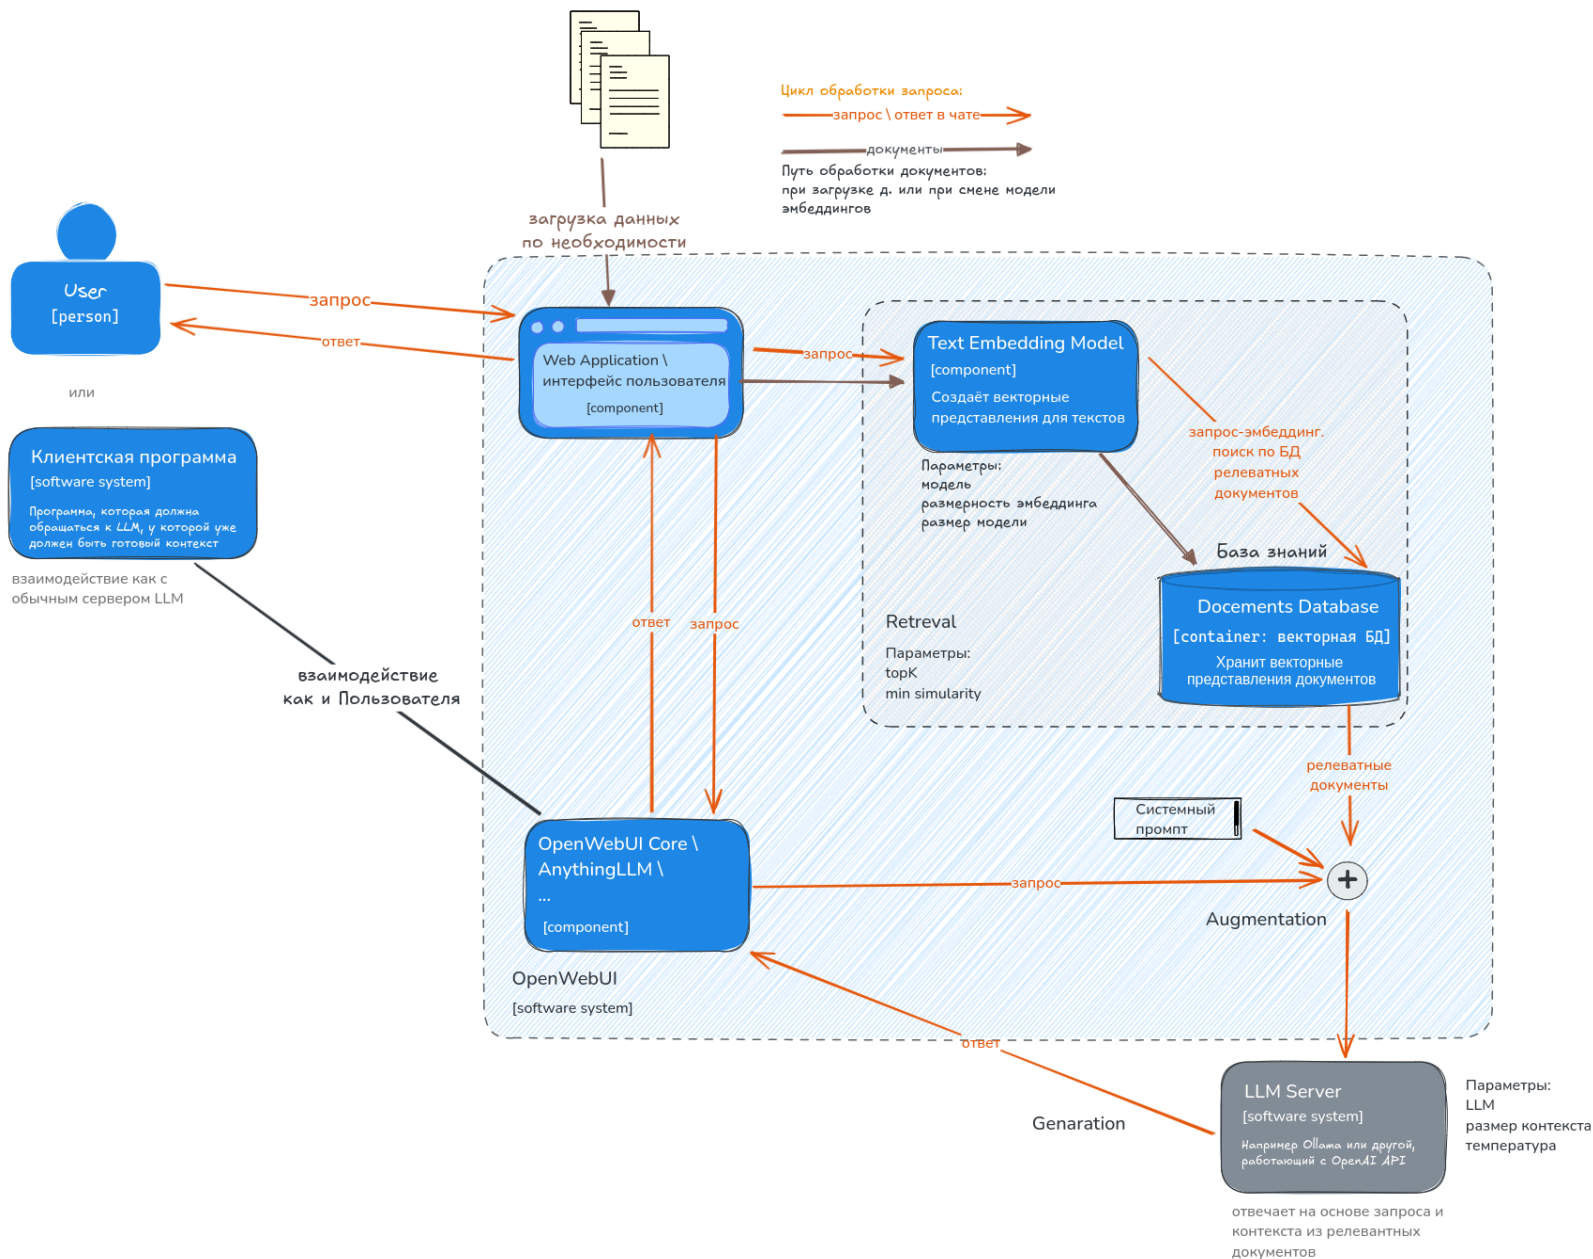 Цикл обработки запроса:
запрос \ ответ в чате
документы
Путь обработки документов:
при загрузке д. или при смене модели
эмбеддингов
загрузка данных
по необходимости
User
[person]
запрос
ответ
или
Клиентская программа
[software system]
Программа, которая должна
обращаться к LLM, у которой уже
должен быть готовый контекст
взаимодействие как с
обычным сервером LLM
взаимодействие
как и Пользователя
Web Application \
интерфейс пользователя
[component]
запрос
Text Embedding Model
[component]
Создаёт векторные
представления для текстов
Параметры:
модель
размерность эмбеддинга
размер модели
запрос-эмбеддинг.
поиск по БД
релеватных
документов
База знаний
Docements Database
[container: векторная БД]
Хранит векторные
представления документов
Retreval
Параметры:
topK
min simularity
ответ
запрос
релеватные
документы
Системный
промпт
OpenWebUI Core \
AnythingLLM \
...
[component]
запрос
Augmentation
OpenWebUI
[software system]
ответ
Genaration
LLM Server
[software system]
Например Ollama или другой,
работающий с OpenAI API
Параметры:
LLM
размер контекста
температура
отвечает на основе запроса и
контекста из релевантных
документов